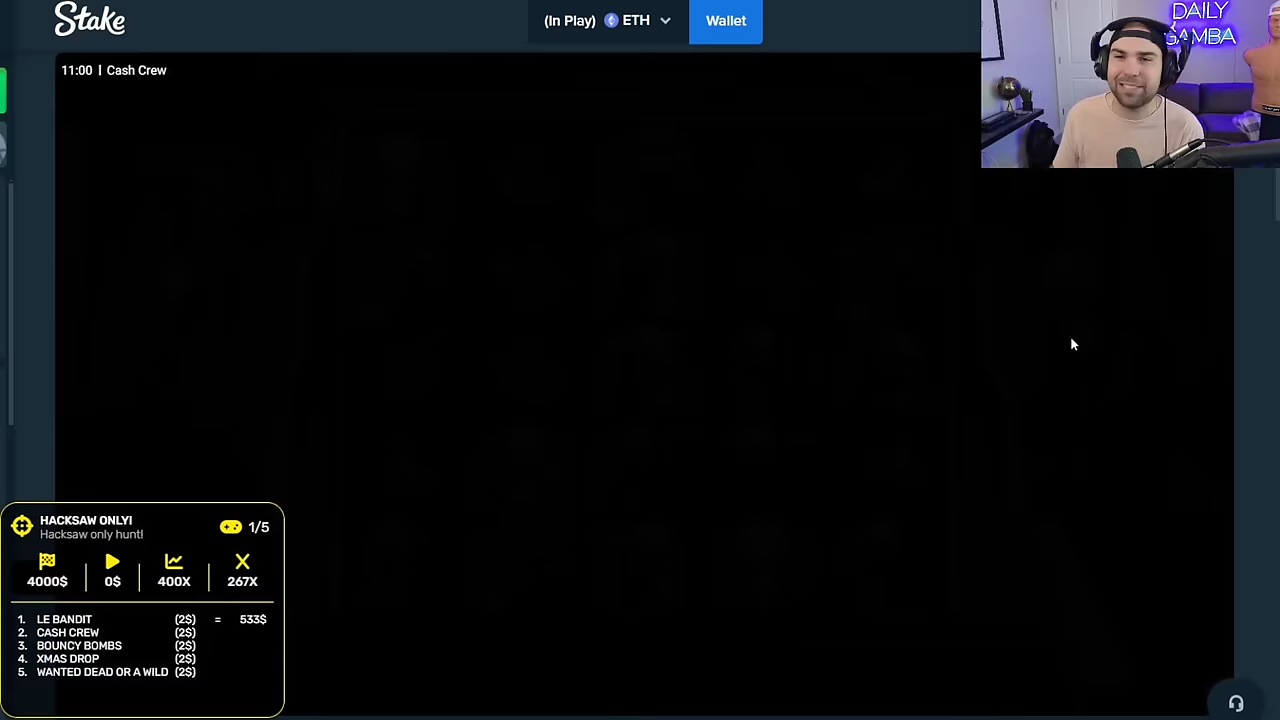 Stake
(In Play) ETH
Wallet
11:00 | Cash Crew
DAILY
GAMBA
HACKSAW ONLY!
Hacksaw only hunt!
1/5
4000$ 0$ 400X 267X
1. LE BANDIT (2$) = 533$
2. CASH CREW (2$)
3. BOUNCY BOMBS (2$)
4. XMAS DROP (2$)
5. WANTED DEAD OR A WILD (2$)